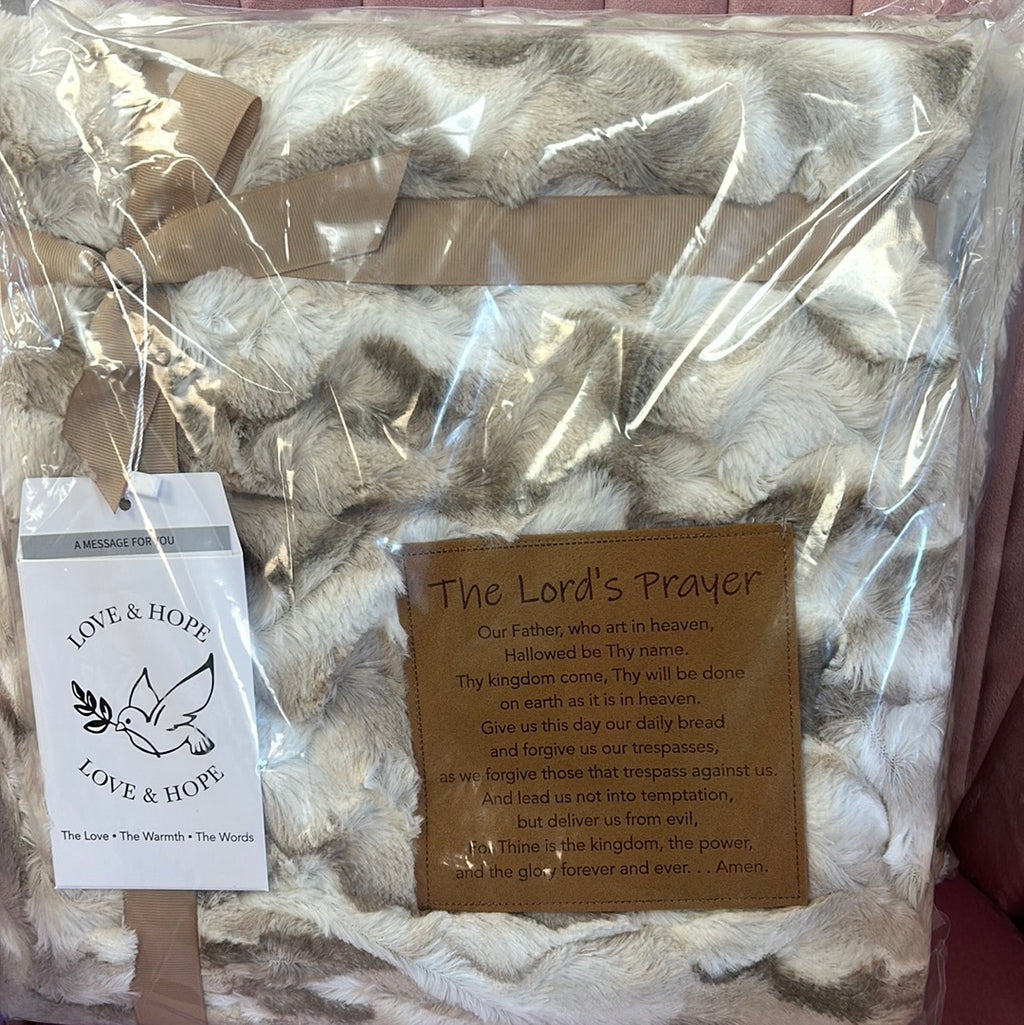 A MESSAGE FOR YOU
LOVE & HOPE
LOVE & HOPE
The Love • The Warmth • The Words
The Lord's Prayer
Our Father, who art in heaven,
Hallowed be Thy name.
Thy kingdom come, Thy will be done
on earth as it is in heaven.
Give us this day our daily bread
and forgive us our trespasses,
as we forgive those that trespass against us.
And lead us not into temptation,
but deliver us from evil,
For Thine is the kingdom, the power,
and the glory forever and ever. . . Amen.